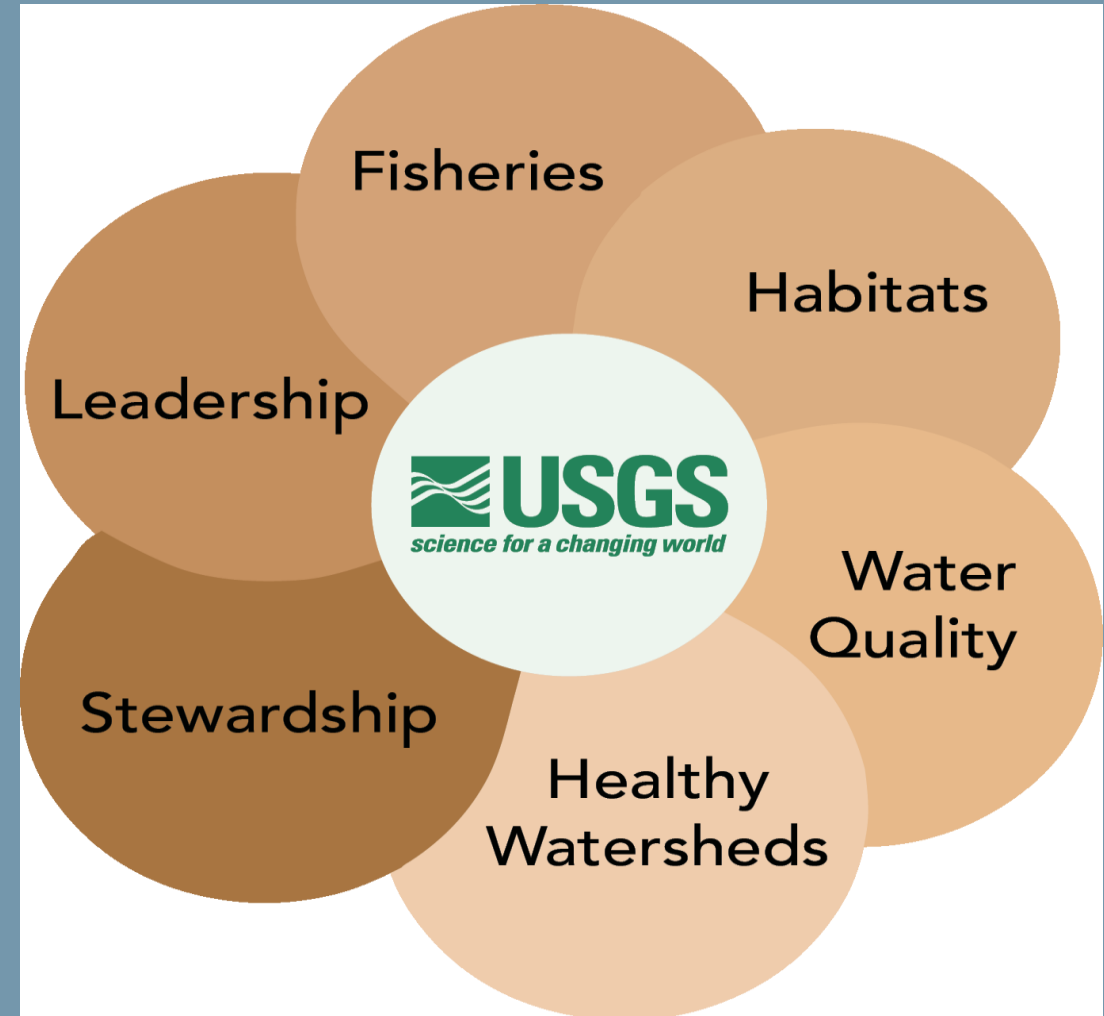 Fisheries
Habitats
Leadership
USGS
science for a changing world
Water
Quality
Stewardship
Healthy
Watersheds